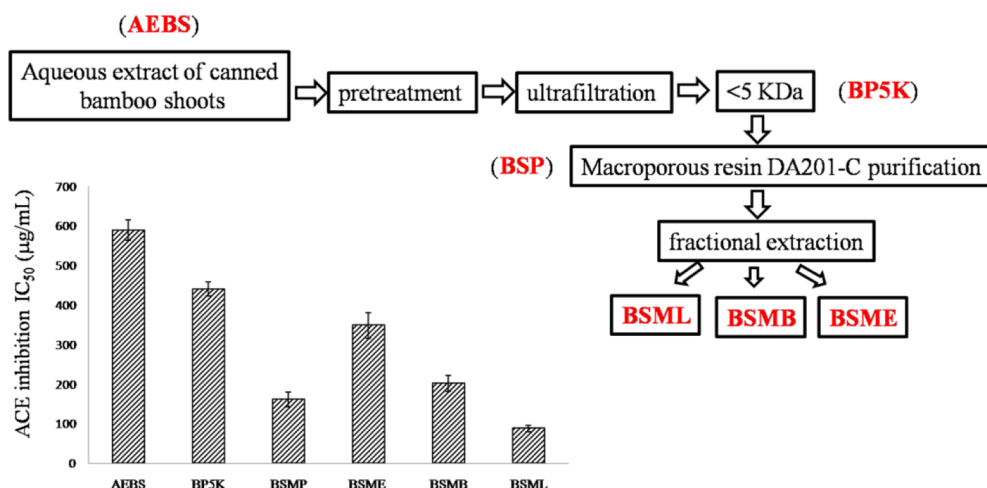 (AEBS)
Aqueous extract of canned
bamboo shoots
pretreatment
ultrafiltration
<5 KDa
(BP5K)
(BSP)
Macroporous resin DA201-C purification
fractional extraction
BSML
BSMB
BSME
ACE inhibition IC₅₀ (μg/mL)
700
600
500
400
300
200
100
0
AEBS
BP5K
BSMP
BSME
BSMB
BSML